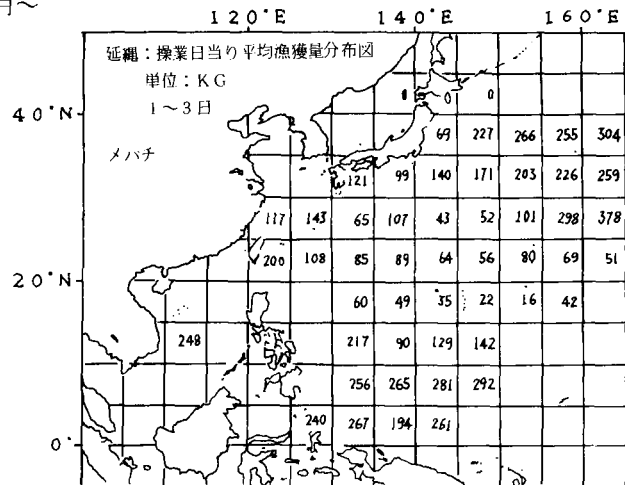 日〜
120°E 140°E 160°E
延縄：操業日当り平均漁獲量分布図
単位：KG
1〜3日
40°N
0 0
メバチ
69 227 266 255 304
121 99 140 171 203 226 259
117 143 65 107 43 52 101 298 378
200 108 85 89 64 56 80 69 51
20°N
60 49 35 22 16 42
248 217 90 129 142
256 265 281 292
240 267 194 261
0°